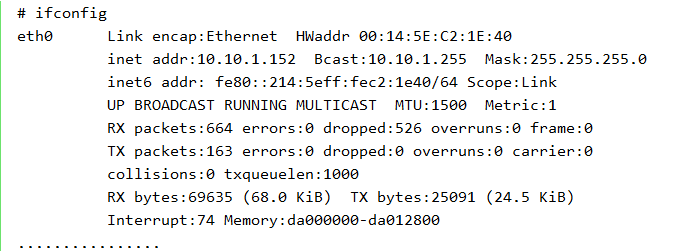 # ifconfig
eth0 Link encap:Ethernet HWaddr 00:14:5E:C2:1E:40
inet addr:10.10.1.152 Bcast:10.10.1.255 Mask:255.255.255.0
inet6 addr: fe80::214:5eff:fec2:1e40/64 Scope:Link
UP BROADCAST RUNNING MULTICAST MTU:1500 Metric:1
RX packets:664 errors:0 dropped:526 overruns:0 frame:0
TX packets:163 errors:0 dropped:0 overruns:0 carrier:0
collisions:0 txqueuelen:1000
RX bytes:69635 (68.0 KiB) TX bytes:25091 (24.5 KiB)
Interrupt:74 Memory:da000000-da012800
................